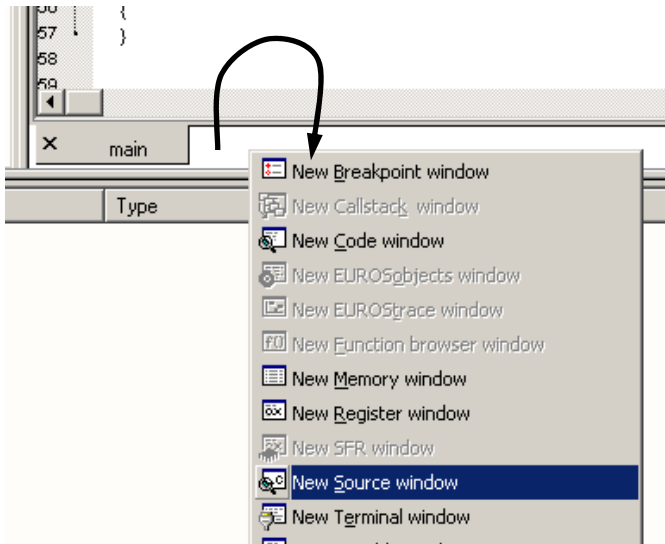 56 {
57 }
58
59
× main
Type
New Breakpoint window
New Callstack window
New Code window
New EUROSobjects window
New EUROStrace window
New Function browser window
New Memory window
New Register window
New SFR window
New Source window
New Terminal window